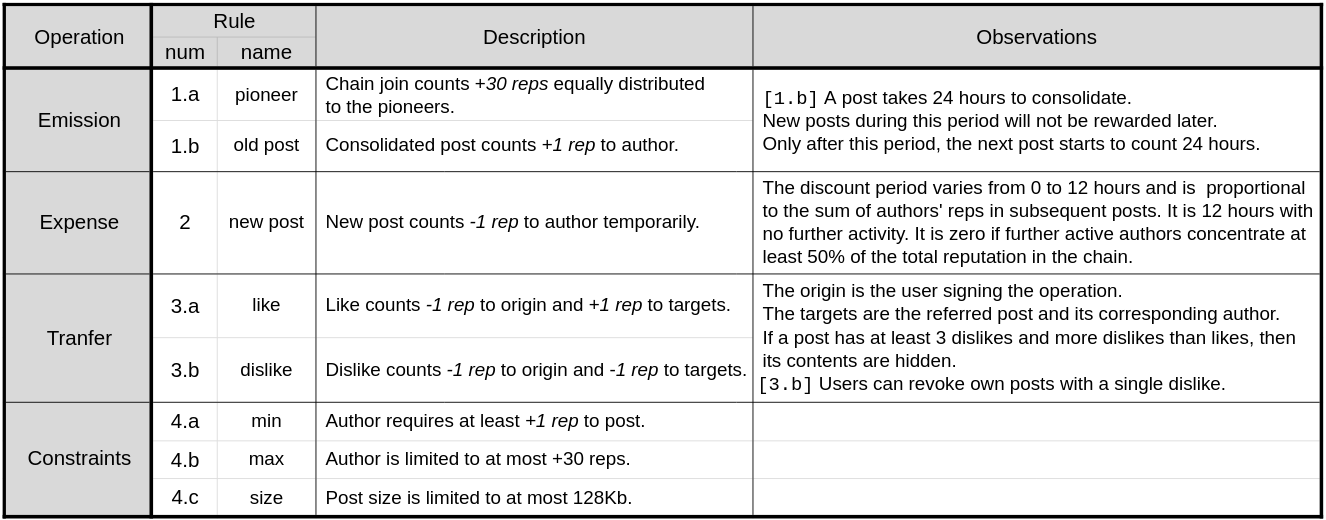 Operation
Rule
num
name
Description
Observations
Emission
1.a
pioneer
Chain join counts +30 reps equally distributed
to the pioneers.
[1.b] A post takes 24 hours to consolidate.
New posts during this period will not be rewarded later.
Only after this period, the next post starts to count 24 hours.
1.b
old post
Consolidated post counts +1 rep to author.
Expense
2
new post
New post counts -1 rep to author temporarily.
The discount period varies from 0 to 12 hours and is  proportional
to the sum of authors' reps in subsequent posts. It is 12 hours with
no further activity. It is zero if further active authors concentrate at
least 50% of the total reputation in the chain.
Tranfer
3.a
like
Like counts -1 rep to origin and +1 rep to targets.
The origin is the user signing the operation.
The targets are the referred post and its corresponding author.
If a post has at least 3 dislikes and more dislikes than likes, then
its contents are hidden.
[3.b] Users can revoke own posts with a single dislike.
3.b
dislike
Dislike counts -1 rep to origin and -1 rep to targets.
Constraints
4.a
min
Author requires at least +1 rep to post.
4.b
max
Author is limited to at most +30 reps.
4.c
size
Post size is limited to at most 128Kb.